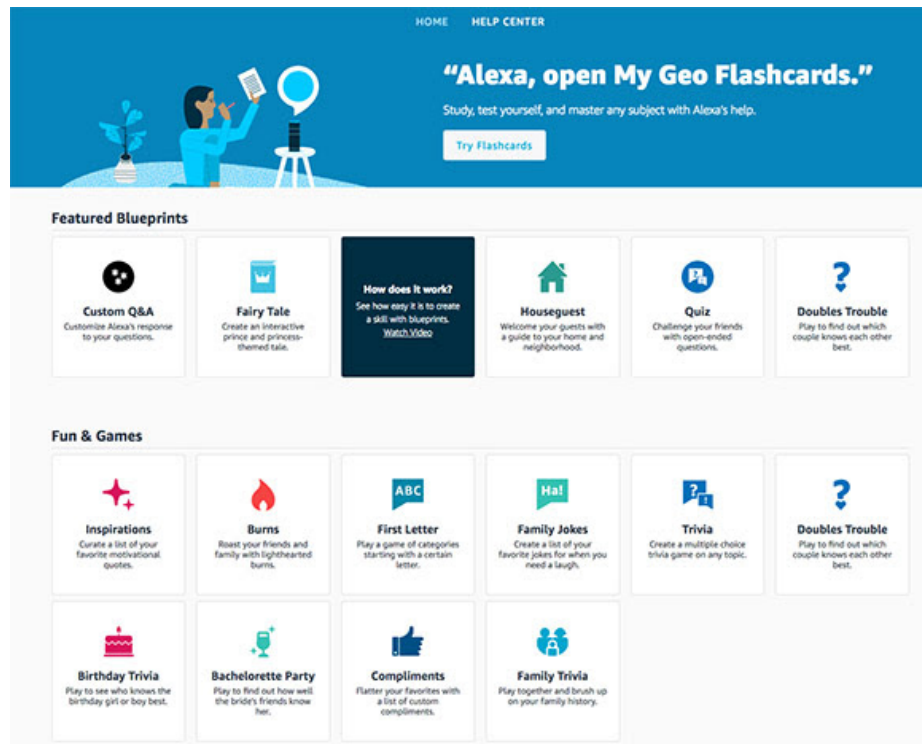 HOME HELP CENTER
“Alexa, open My Geo Flashcards.”
Study, test yourself, and master any subject with Alexa's help.
Try Flashcards
Featured Blueprints
Custom Q&A
Customize Alexa's response
to your questions.
Fairy Tale
Create an interactive
prince and princess-
themed tale.
How does it work?
See how easy it is to create
a skill with blueprints.
Watch Video
Houseguest
Welcome your guests with
a guide to your home and
neighborhood.
?
Quiz
Challenge your friends
with open-ended
questions.
?
Doubles Trouble
Play to find out which
couple knows each other
best.
Fun & Games
Inspirations
Curate a list of your
favorite motivational
quotes.
Burns
Roast your friends and
family with lighthearted
burns.
ABC
First Letter
Play a game of categories
starting with a certain
letter.
Ha!
Family Jokes
Create a list of your
favorite jokes for when you
need a laugh.
? !
Trivia
Create a multiple choice
trivia game on any topic.
?
Doubles Trouble
Play to find out which
couple knows each other
best.
Birthday Trivia
Play to see who knows the
birthday girl or boy best.
Bachelorette Party
Play to find out how well
the bride's friends know
her.
Compliments
Flatter your favorites with
a list of custom
compliments.
Family Trivia
Play together and brush up
on your family history.